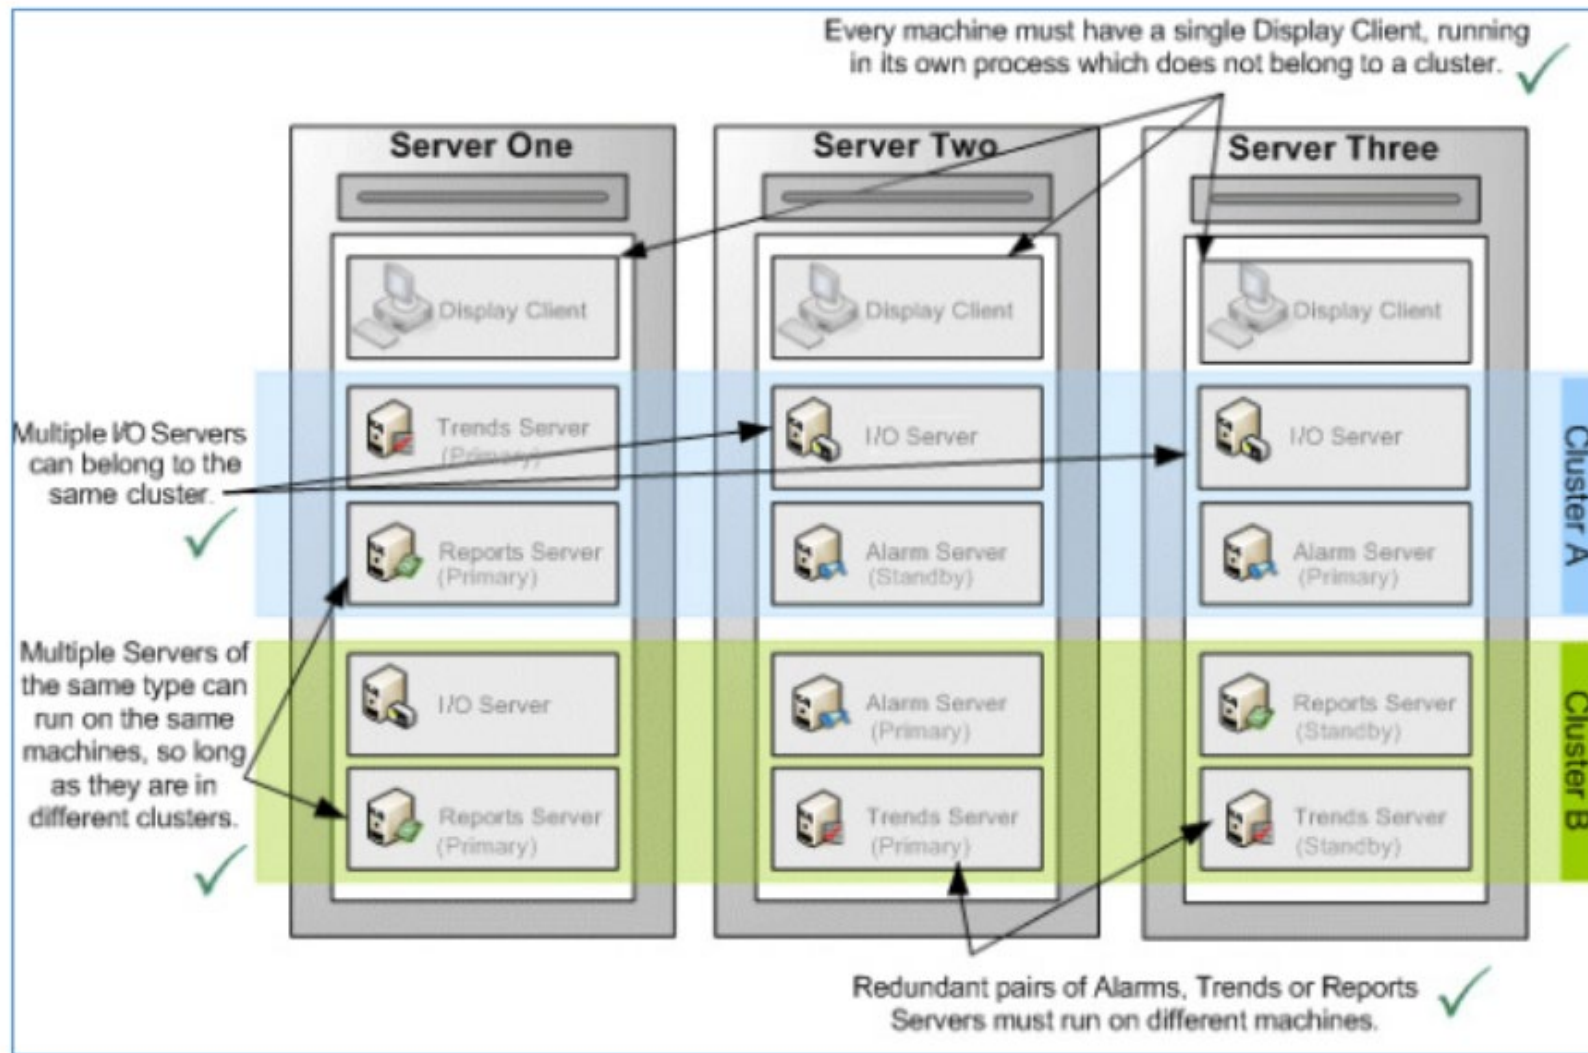 Every machine must have a single Display Client, running
in its own process which does not belong to a cluster.
Server One
Server Two
Server Three
Display Client
Display Client
Display Client
Multiple I/O Servers
can belong to the
same cluster.
Trends Server
(Primary)
I/O Server
I/O Server
Reports Server
(Primary)
Alarm Server
(Standby)
Alarm Server
(Primary)
Cluster A
Multiple Servers of
the same type can
run on the same
machines, so long
as they are in
different clusters.
I/O Server
Alarm Server
(Primary)
Reports Server
(Standby)
Reports Server
(Primary)
Trends Server
(Primary)
Trends Server
(Standby)
Cluster B
Redundant pairs of Alarms, Trends or Reports
Servers must run on different machines.